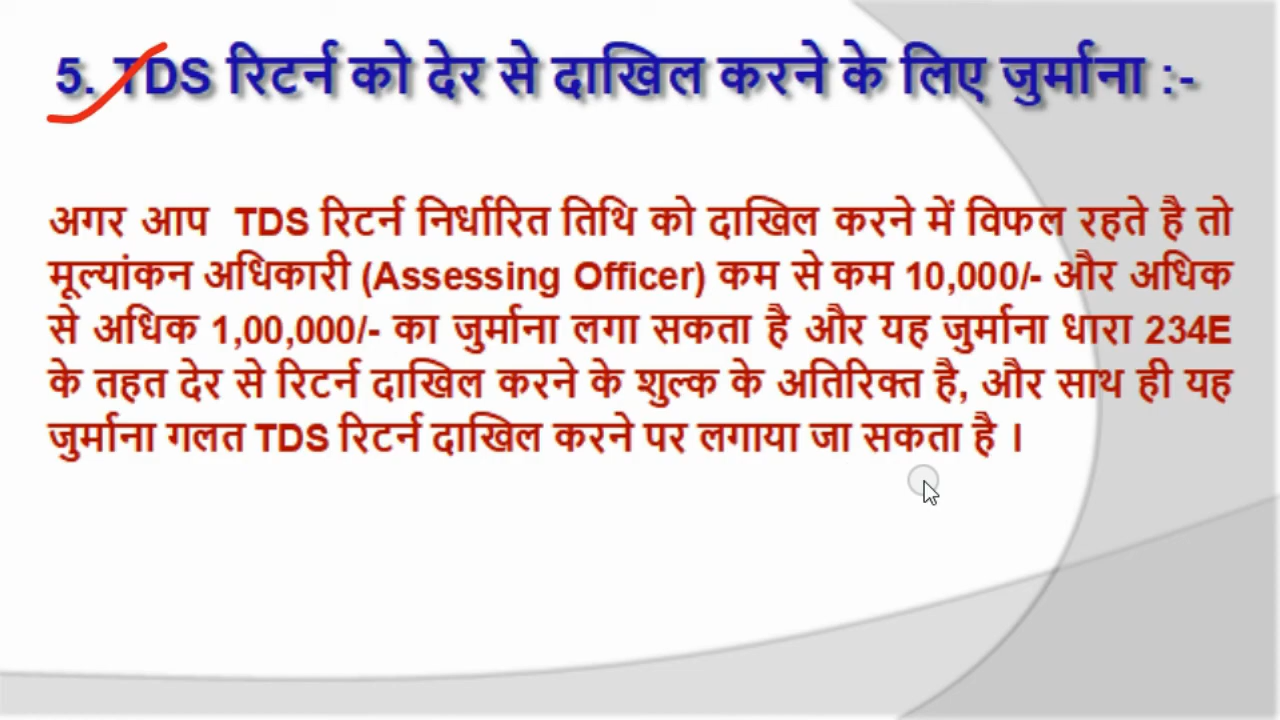 5. TDS रिटर्न को देर से दाखिल करने के लिए जुर्माना :-
अगर आप TDS रिटर्न निर्धारित तिथि को दाखिल करने में विफल रहते है तो
मूल्यांकन अधिकारी (Assessing Officer) कम से कम 10,000/- और अधिक
से अधिक 1,00,000/- का जुर्माना लगा सकता है और यह जुर्माना धारा 234E
के तहत देर से रिटर्न दाखिल करने के शुल्क के अतिरिक्त है, और साथ ही यह
जुर्माना गलत TDS रिटर्न दाखिल करने पर लगाया जा सकता है ।